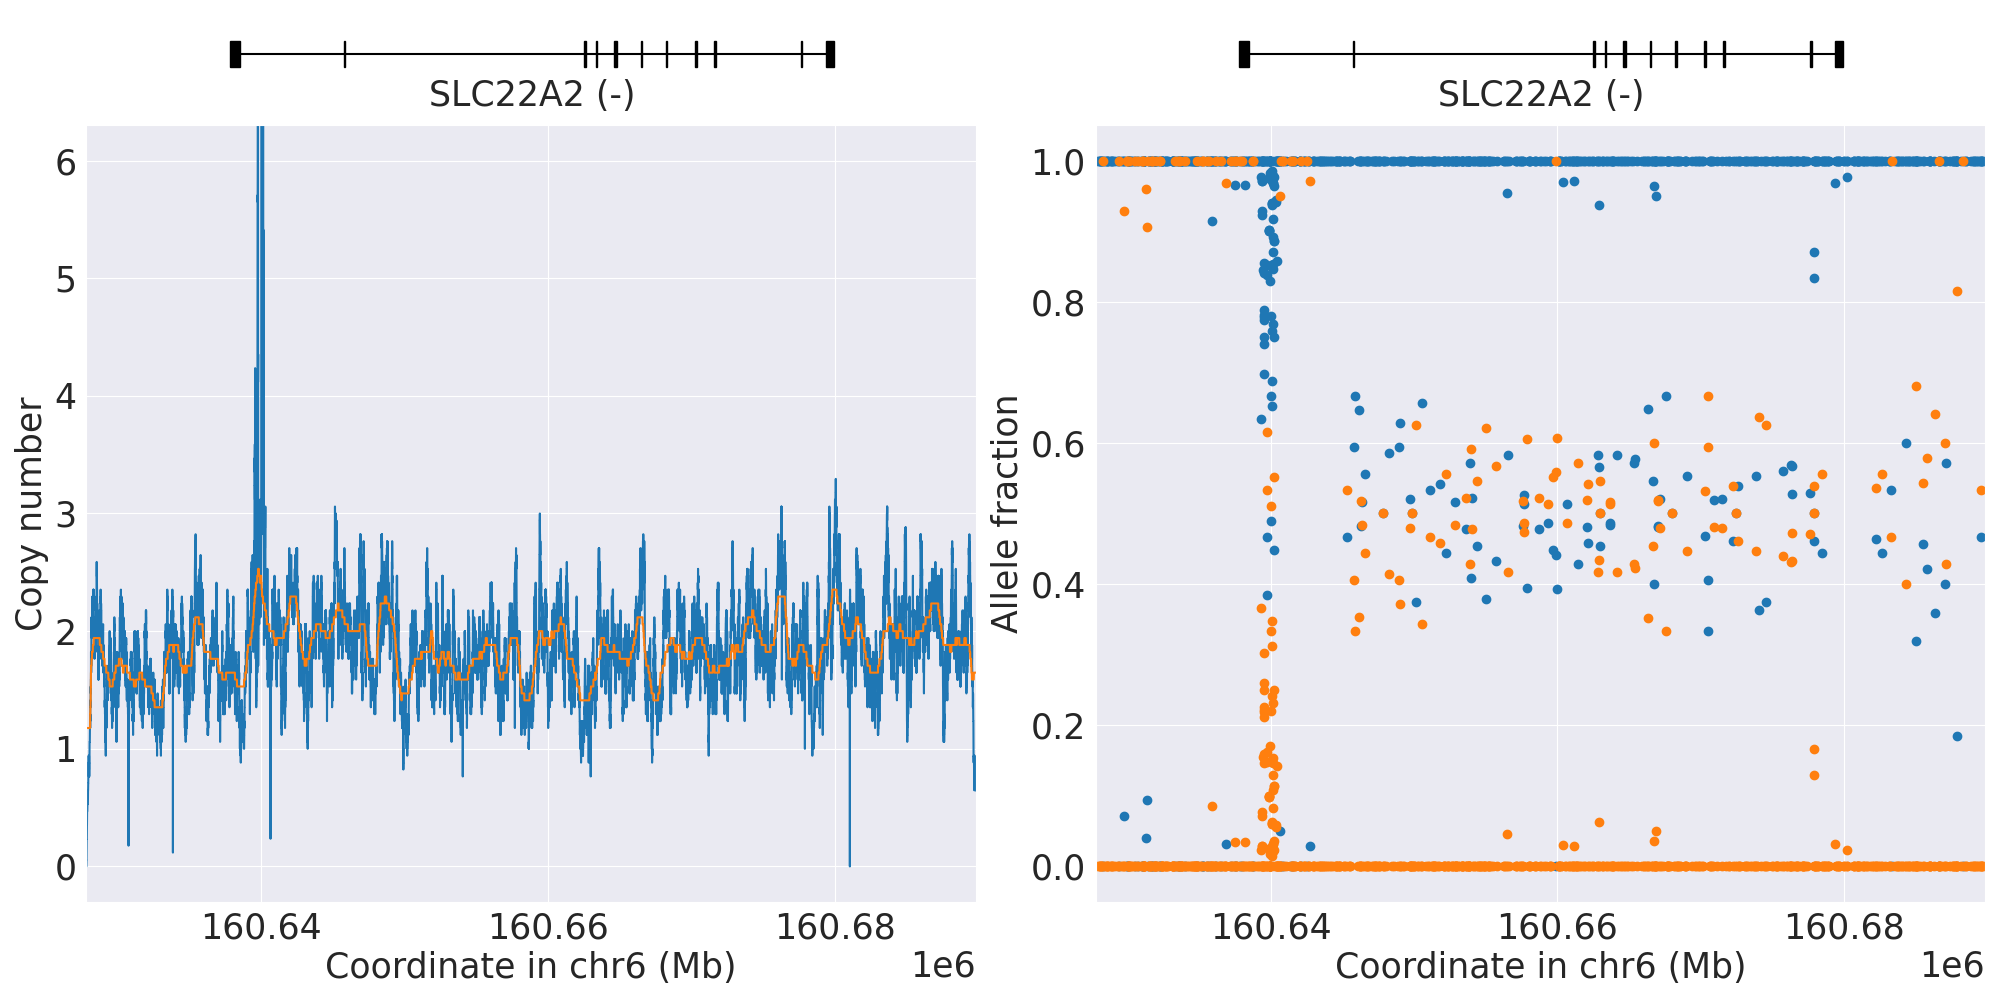 SLC22A2 (-)
SLC22A2 (-)
Copy number
6
5
4
3
2
1
0
160.64
160.66
160.68
Coordinate in chr6 (Mb)
1e6
Allele fraction
1.0
0.8
0.6
0.4
0.2
0.0
160.64
160.66
160.68
Coordinate in chr6 (Mb)
1e6